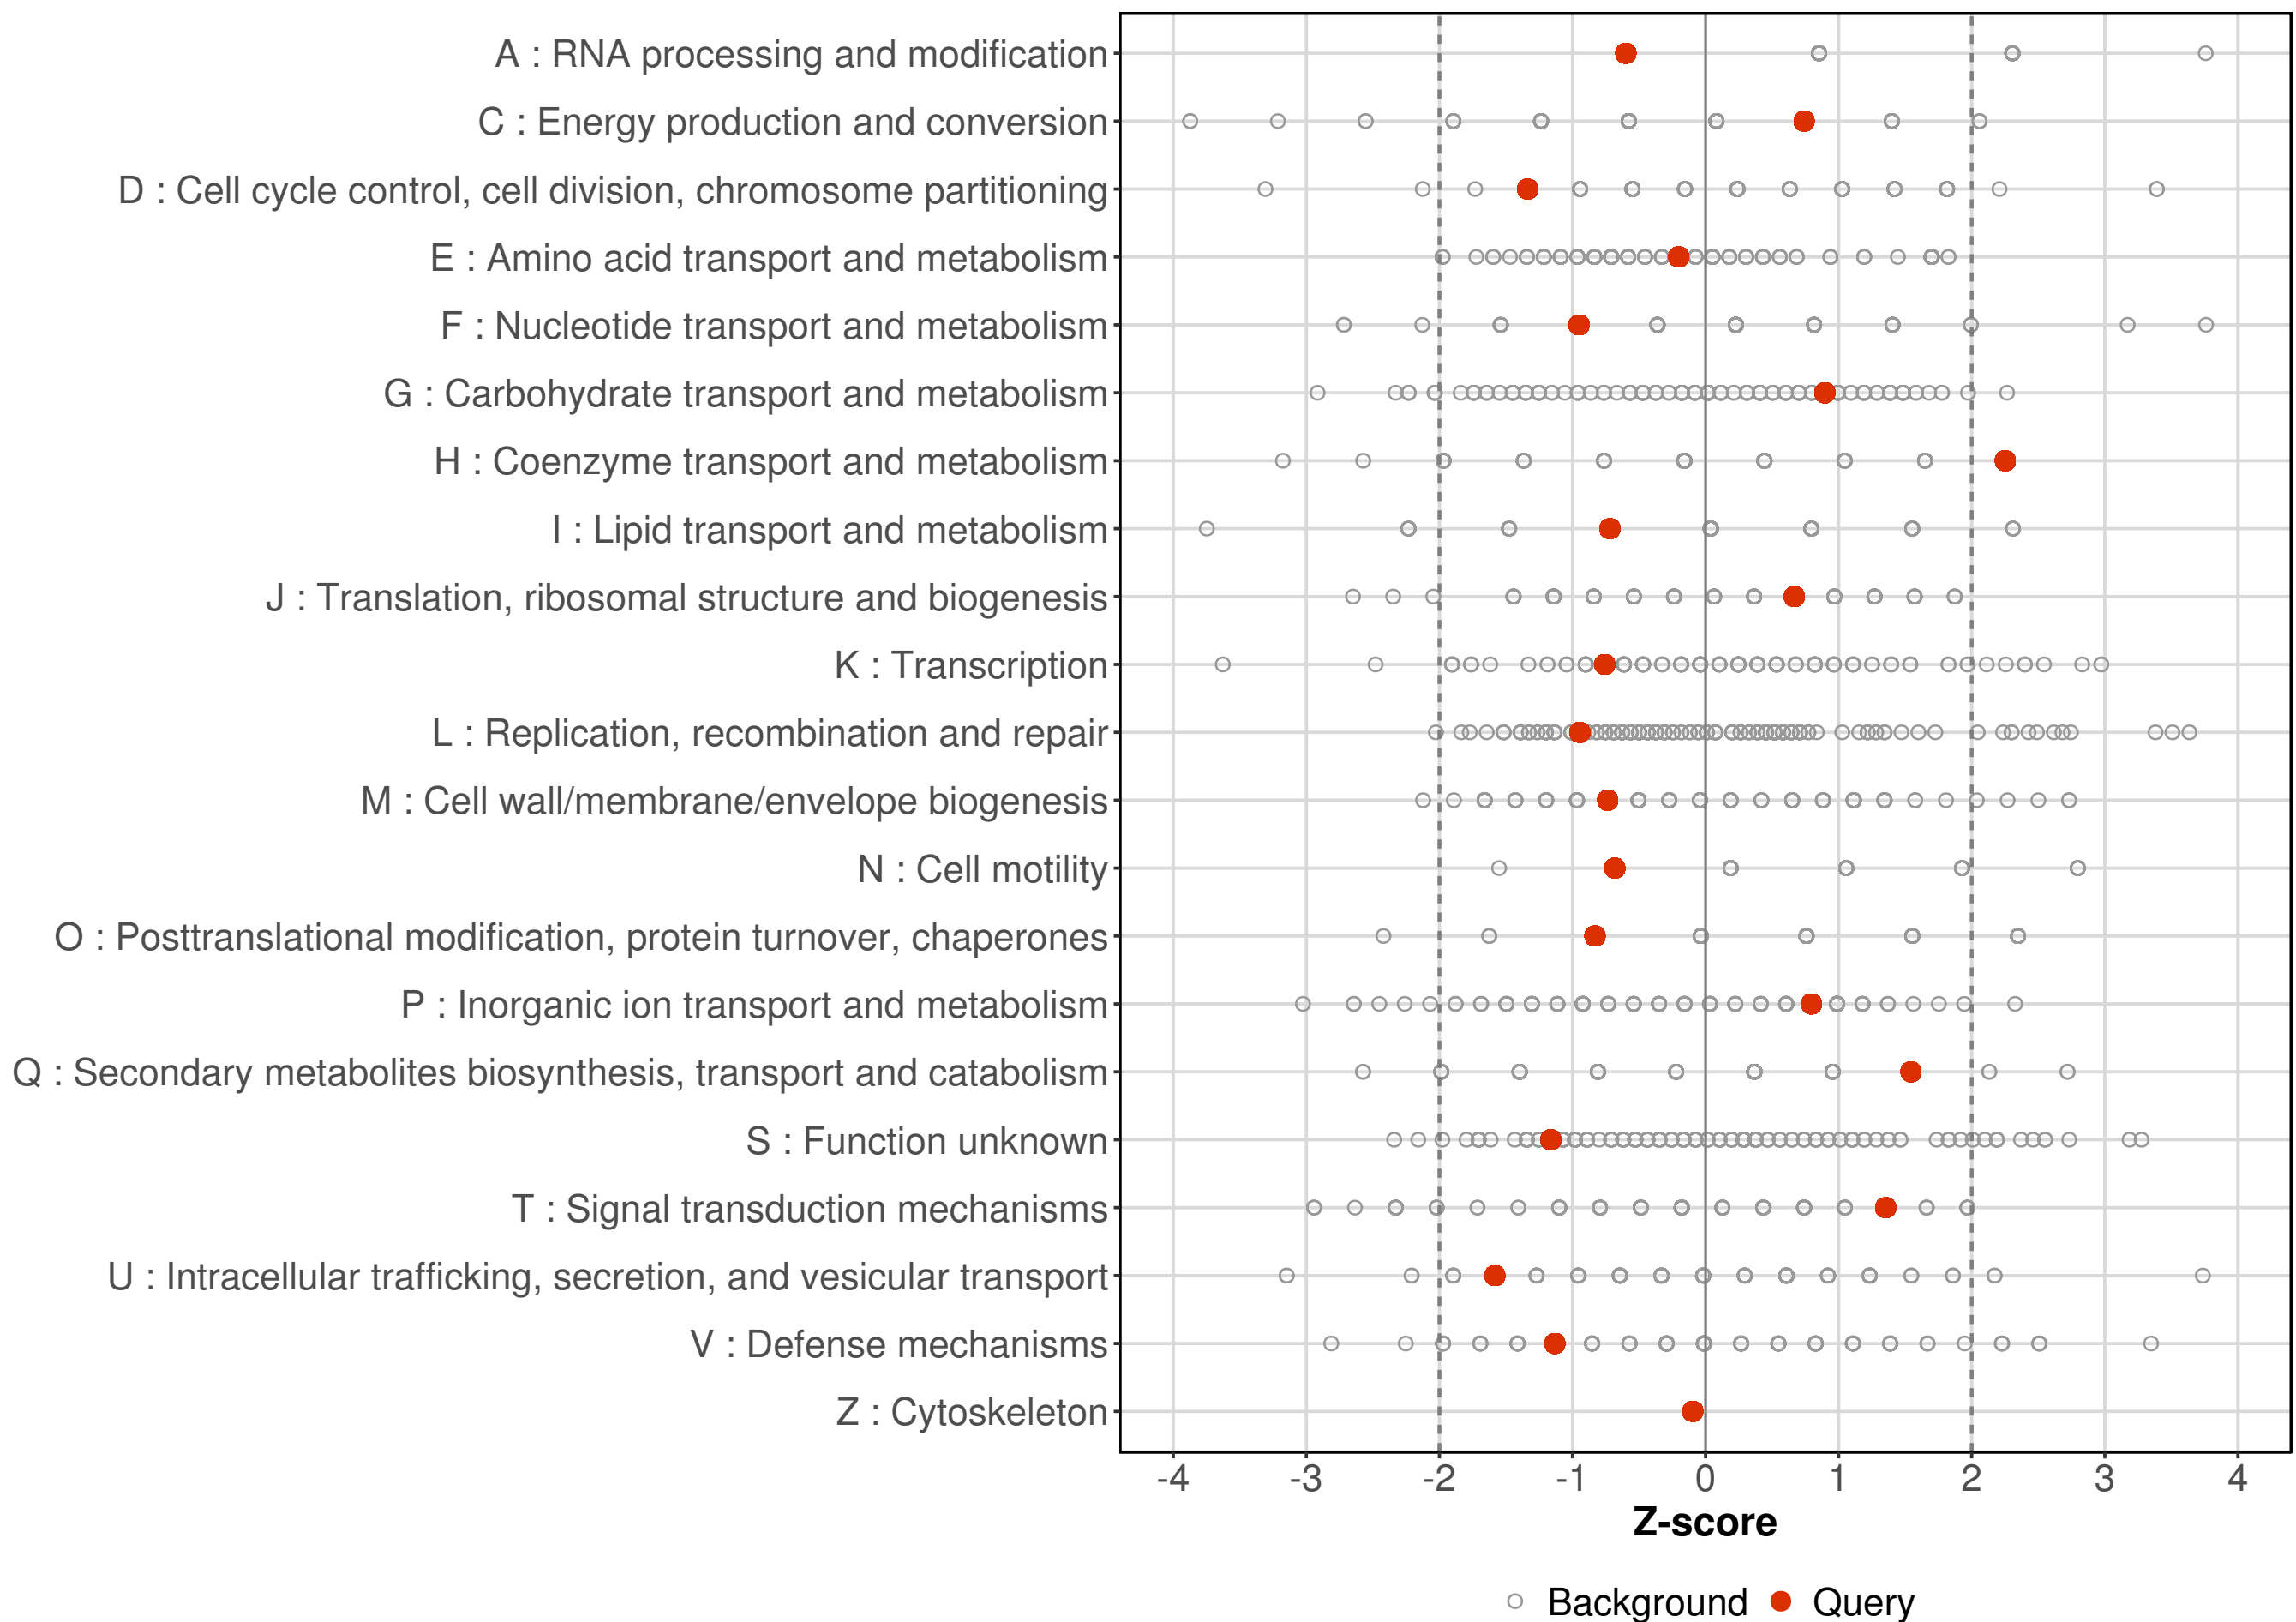 A : RNA processing and modification
C : Energy production and conversion
D : Cell cycle control, cell division, chromosome partitioning
E : Amino acid transport and metabolism
F : Nucleotide transport and metabolism
G : Carbohydrate transport and metabolism
H : Coenzyme transport and metabolism
I : Lipid transport and metabolism
J : Translation, ribosomal structure and biogenesis
K : Transcription
L : Replication, recombination and repair
M : Cell wall/membrane/envelope biogenesis
N : Cell motility
O : Posttranslational modification, protein turnover, chaperones
P : Inorganic ion transport and metabolism
Q : Secondary metabolites biosynthesis, transport and catabolism
S : Function unknown
T : Signal transduction mechanisms
U : Intracellular trafficking, secretion, and vesicular transport
V : Defense mechanisms
Z : Cytoskeleton
-4 -3 -2 -1 0 1 2 3 4
Z-score
Background Query